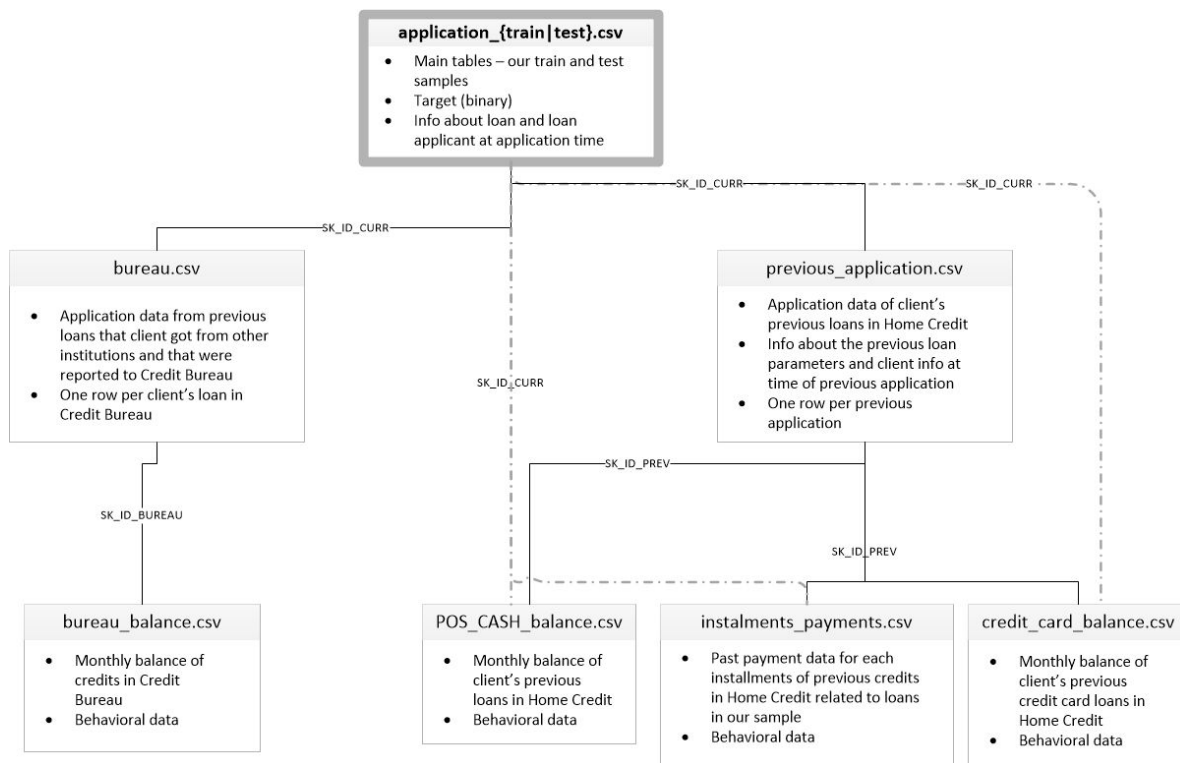 application_{train|test}.csv
• Main tables – our train and test
samples
• Target (binary)
• Info about loan and loan
applicant at application time
SK_ID_CURR
SK_ID_CURR
SK_ID_CURR
bureau.csv
• Application data from previous
loans that client got from other
institutions and that were
reported to Credit Bureau
• One row per client's loan in
Credit Bureau
previous_application.csv
• Application data of client's
previous loans in Home Credit
• Info about the previous loan
parameters and client info at
time of previous application
• One row per previous
application
SK_ID_CURR
SK_ID_PREV
SK_ID_BUREAU
SK_ID_PREV
bureau_balance.csv
• Monthly balance of
credits in Credit
Bureau
• Behavioral data
POS_CASH_balance.csv
• Monthly balance of
client's previous
loans in Home Credit
• Behavioral data
instalments_payments.csv
• Past payment data for each
installments of previous credits
in Home Credit related to loans
in our sample
• Behavioral data
credit_card_balance.csv
• Monthly balance of
client's previous
credit card loans in
Home Credit
• Behavioral data